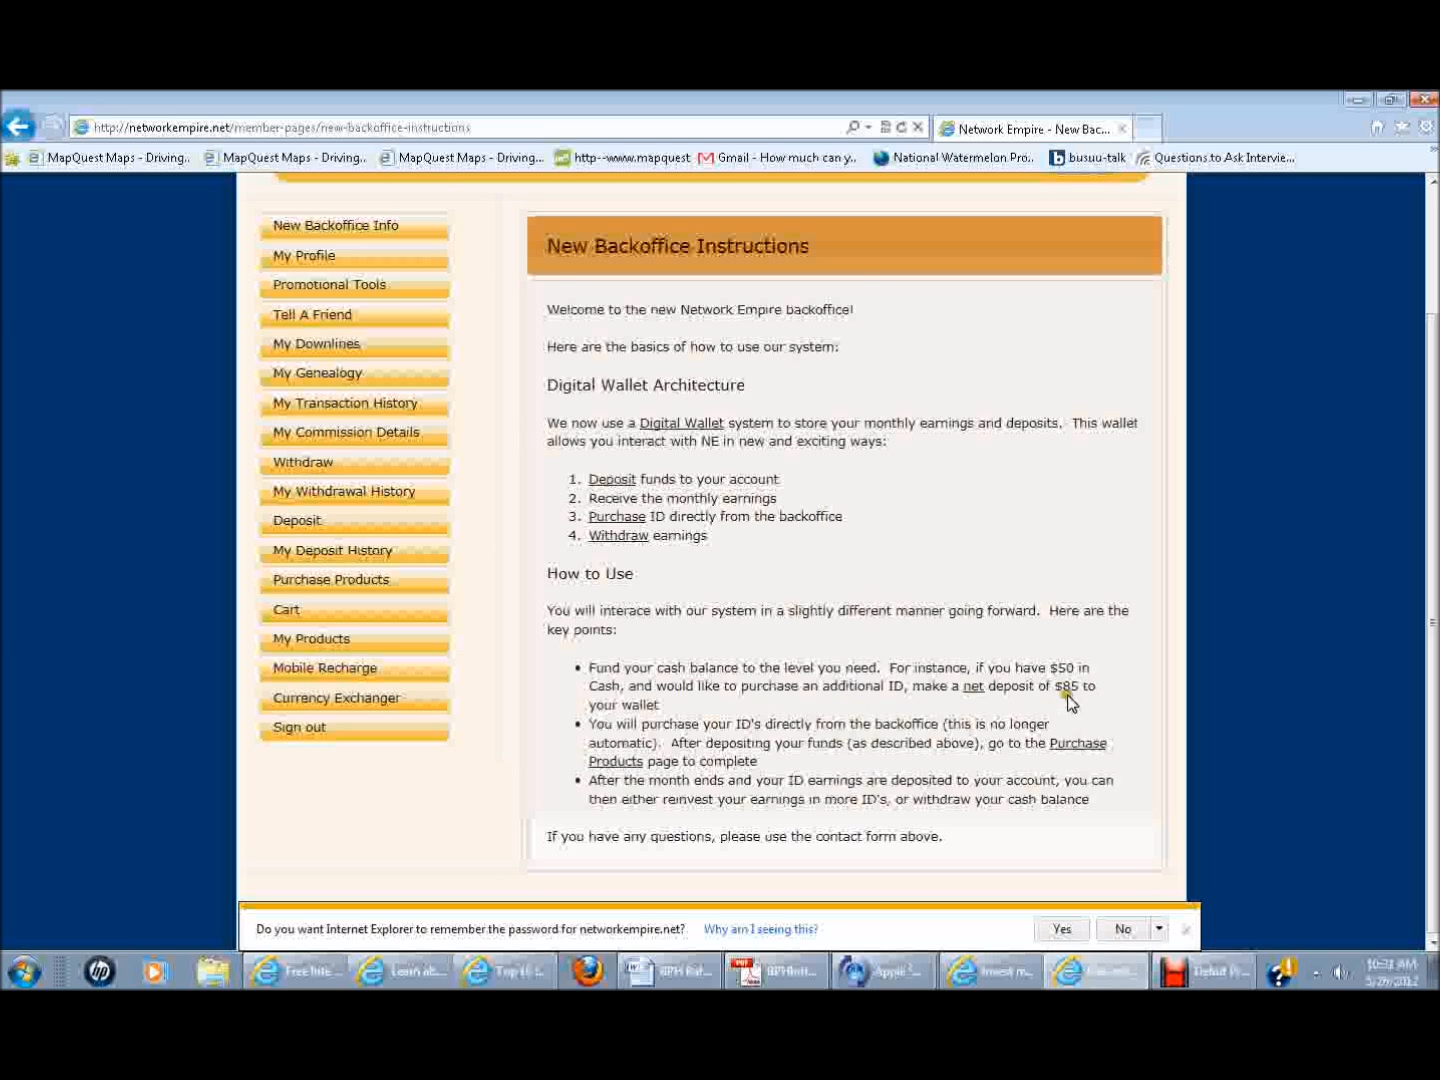 http://networkempire.net/member-pages/new-backoffice-instructions
Network Empire - New Bac...
MapQuest Maps - Driving...
MapQuest Maps - Driving...
MapQuest Maps - Driving...
http--www.mapquest
Gmail - How much can y...
National Watermelon Pro...
busuu-talk
Questions to Ask Intervie...
New Backoffice Info
My Profile
Promotional Tools
Tell A Friend
My Downlines
My Genealogy
My Transaction History
My Commission Details
Withdraw
My Withdrawal History
Deposit
My Deposit History
Purchase Products
Cart
My Products
Mobile Recharge
Currency Exchanger
Sign out
New Backoffice Instructions
Welcome to the new Network Empire backoffice!
Here are the basics of how to use our system:
Digital Wallet Architecture
We now use a Digital Wallet system to store your monthly earnings and deposits. This wallet
allows you interact with NE in new and exciting ways:
1. Deposit funds to your account
2. Receive the monthly earnings
3. Purchase ID directly from the backoffice
4. Withdraw earnings
How to Use
You will interace with our system in a slightly different manner going forward. Here are the
key points:
• Fund your cash balance to the level you need. For instance, if you have $50 in
Cash, and would like to purchase an additional ID, make a net deposit of $85 to
your wallet
• You will purchase your ID's directly from the backoffice (this is no longer
automatic). After depositing your funds (as described above), go to the Purchase
Products page to complete
• After the month ends and your ID earnings are deposited to your account, you can
then either reinvest your earnings in more ID's, or withdraw your cash balance
If you have any questions, please use the contact form above.
Do you want Internet Explorer to remember the password for networkempire.net?
Why am I seeing this?
Yes
No
hp